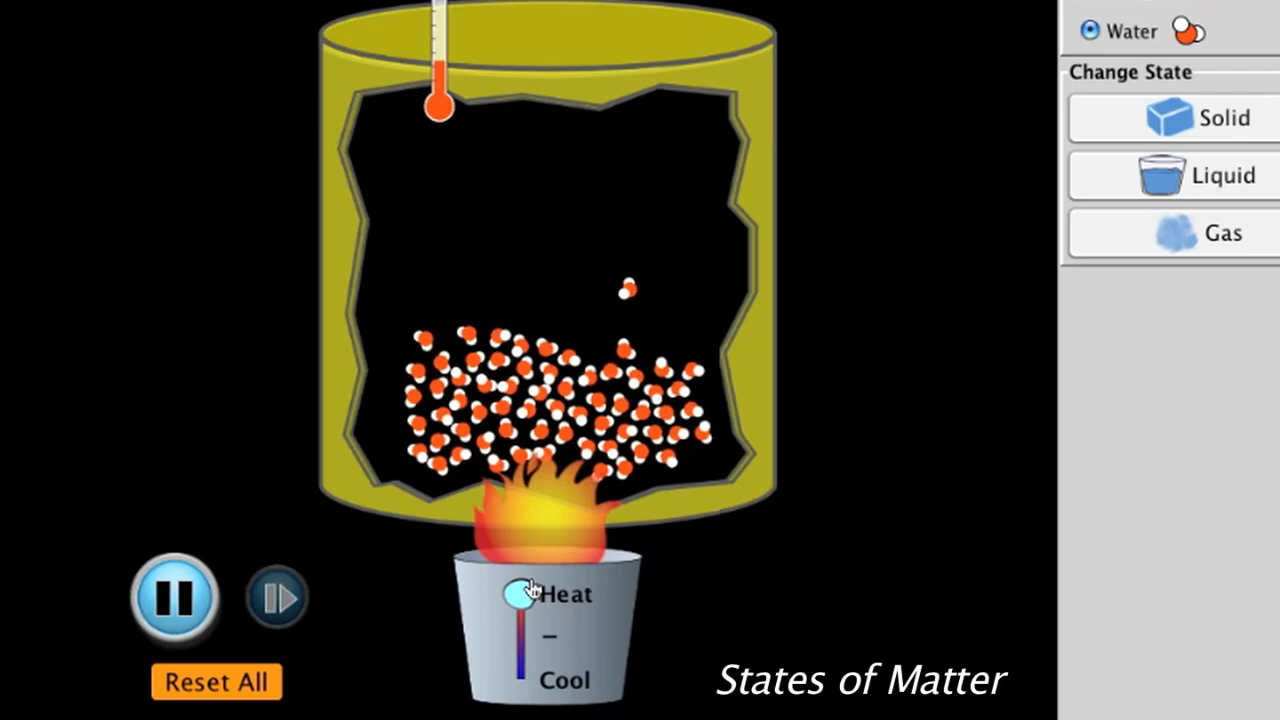 Water
Change State
Solid
Liquid
Gas
Heat
–
Cool
Reset All
States of Matter